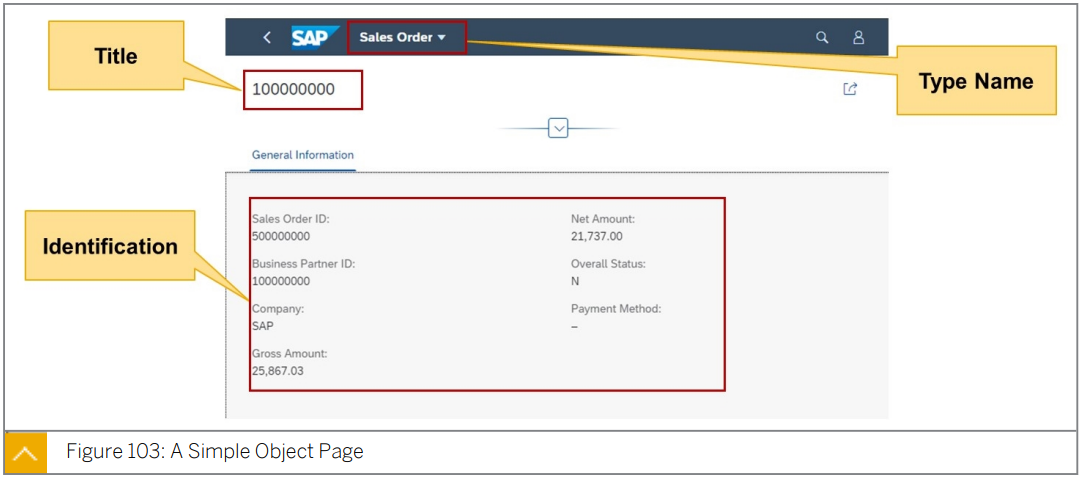 Title
SAP Sales Order
Type Name
100000000
General Information
Identification
Sales Order ID:
500000000
Business Partner ID:
100000000
Company:
SAP
Gross Amount:
25,867.03
Net Amount:
21,737.00
Overall Status:
N
Payment Method:
–
Figure 103: A Simple Object Page